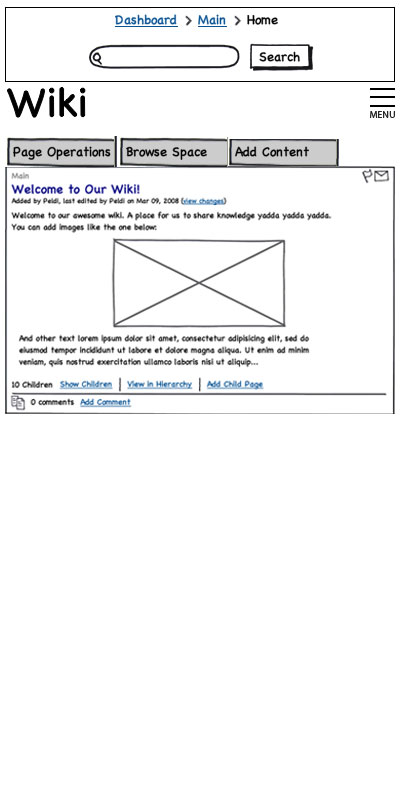 Dashboard > Main > Home
Search
Wiki
MENU
Page Operations Browse Space Add Content
Main
Welcome to Our Wiki!
Added by Peldi, last edited by Peldi on Mar 09, 2008 (view changes)
Welcome to our awesome wiki. A place for us to share knowledge yadda yadda yadda.
You can add images like the one below:
And other text lorem ipsum dolor sit amet, consectetur adipisicing elit, sed do
eiusmod tempor incididunt ut labore et dolore magna aliqua. Ut enim ad minim
veniam, quis nostrud exercitation ullamco laboris nisi ut aliquip...
10 Children Show Children | View in Hierarchy | Add Child Page
0 comments Add Comment